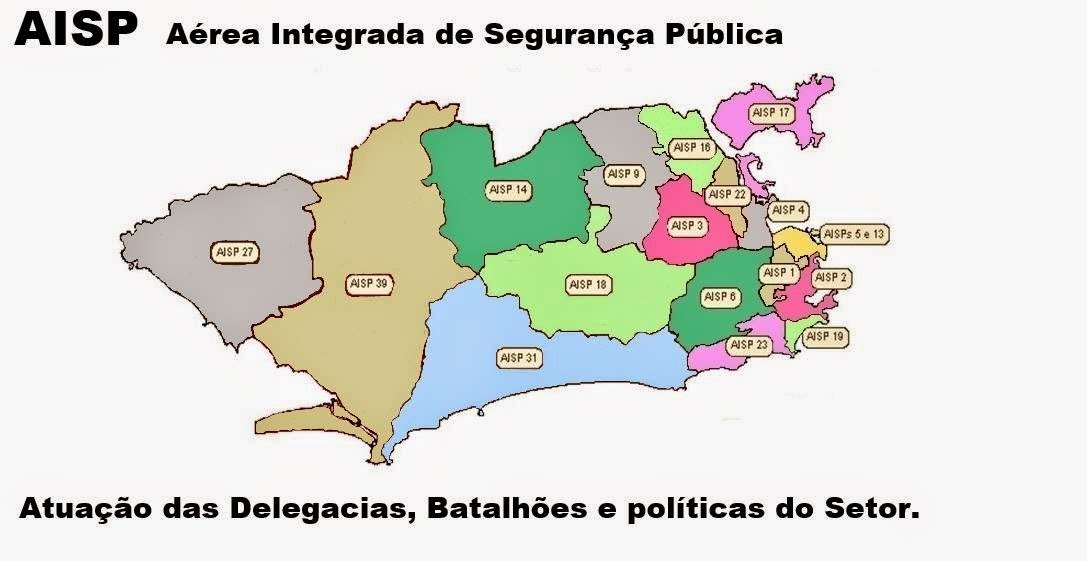 AISP Aérea Integrada de Segurança Pública
AISP 17
AISP 16
AISP 9
AISP 14
AISP 22
AISP 4
AISP 3
AISPs 5 e 13
AISP 27
AISP 1
AISP 2
AISP 39
AISP 18
AISP 6
AISP 19
AISP 23
AISP 31
Atuação das Delegacias, Batalhões e políticas do Setor.